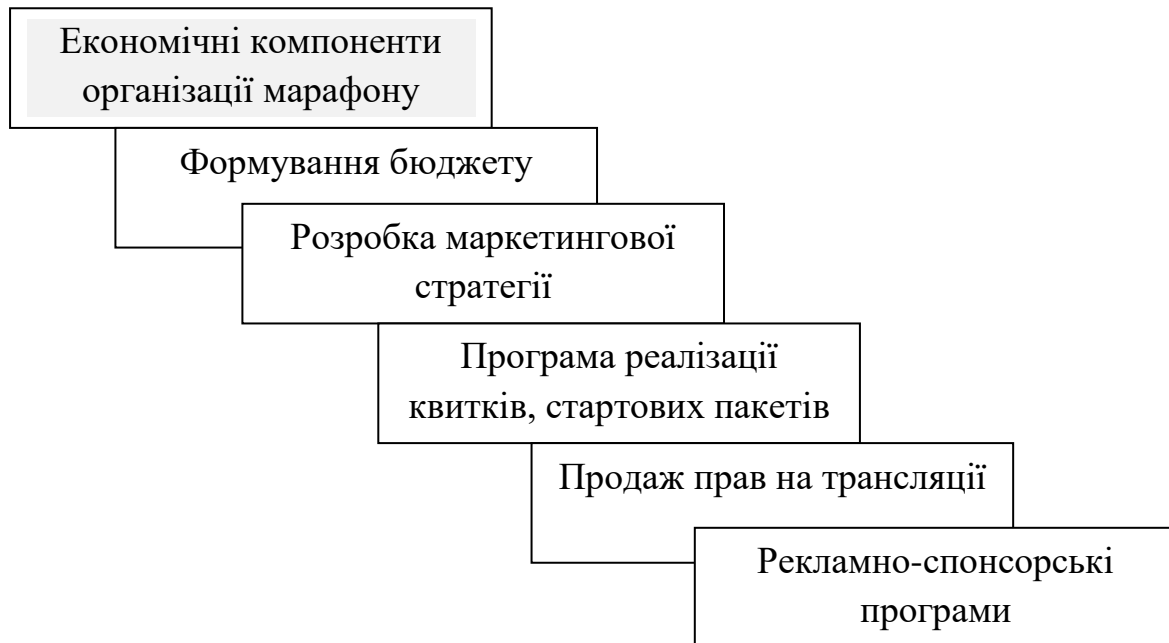 Економічні компоненти
організації марафону
Формування бюджету
Розробка маркетингової
стратегії
Програма реалізації
квитків, стартових пакетів
Продаж прав на трансляції
Рекламно-спонсорські
програми